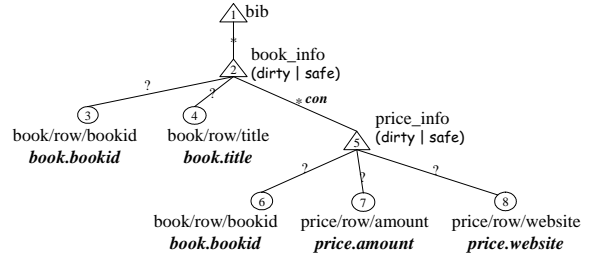 1 bib
*
book_info
2 (dirty | safe)
? ? * con
3 4 price_info
book/row/bookid book/row/title 5 (dirty | safe)
book.bookid book.title
? ? ?
6 7 8
book/row/bookid price/row/amount price/row/website
book.bookid price.amount price.website